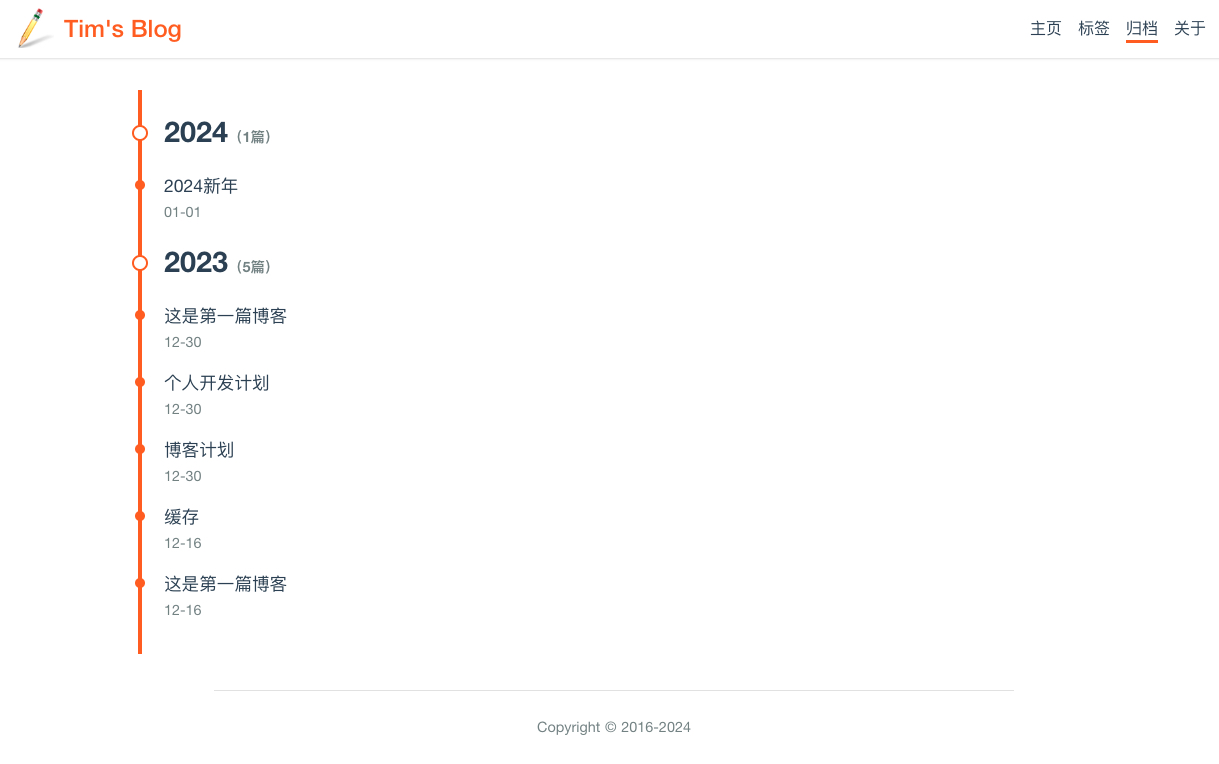 Tim's Blog
主页 标签 归档 关于
2024（1篇）
2024新年
01-01
2023（5篇）
这是第一篇博客
12-30
个人开发计划
12-30
博客计划
12-30
缓存
12-16
这是第一篇博客
12-16
Copyright © 2016-2024